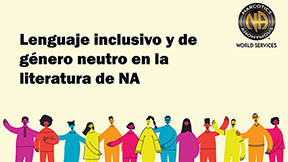 Lenguaje inclusivo y de
género neutro en la
literatura de NA
NARCOTICS
NA
ANONYMOUS
WORLD SERVICES